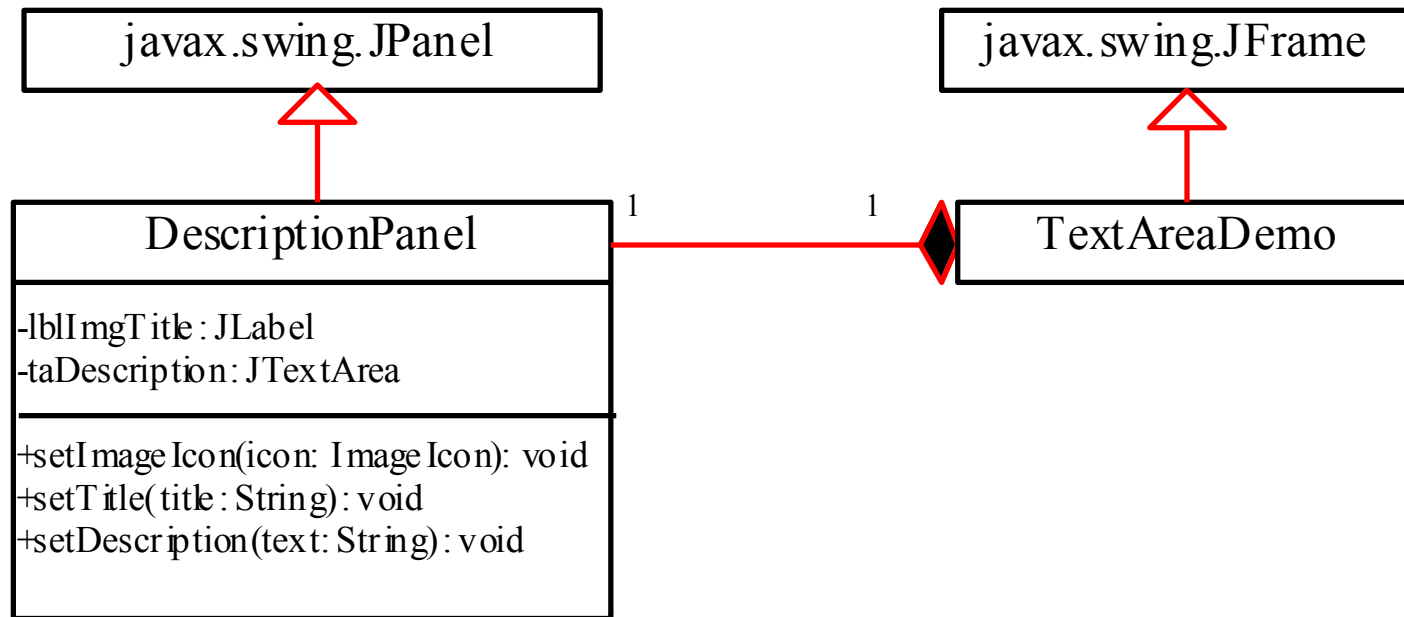 javax.swing.JPanel
javax.swing.JFrame
DescriptionPanel
1
1
TextAreaDemo
-lblImgTitle: JLabel
-taDescription: JTextArea
+setImageIcon(icon: ImageIcon): void
+setTitle(title: String): void
+setDescription(text: String): void